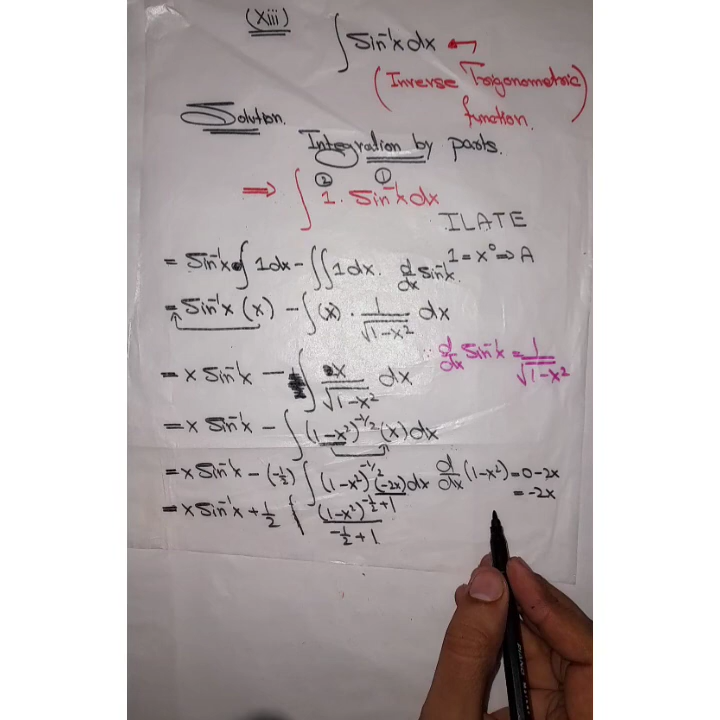 (xiii) ∫ Sin⁻¹x dx
(Inverse Trigonometric
function.
Solution.
Integration by parts.
② ①
⇒ ∫ 1. Sin⁻¹x dx
ILATE
= Sin⁻¹x ∫ 1dx - ∫∫ 1dx. d/dx Sin⁻¹x. 1 = x⁰ ⇒ A
= Sin⁻¹x (x) - ∫(x) · 1/√(1-x²) dx
∵ d/dx Sin⁻¹x = 1/√(1-x²)
= x Sin⁻¹x - ∫ x/√(1-x²) dx
= x Sin⁻¹x - ∫ (1-x²)^(-1/2) (x) dx
= x Sin⁻¹x - (-1/2) ∫ (1-x²)^(-1/2) (-2x) dx d/dx (1-x²) = 0-2x
= -2x
= x Sin⁻¹x + 1/2 (1-x²)^(-1/2+1)/(-1/2+1)